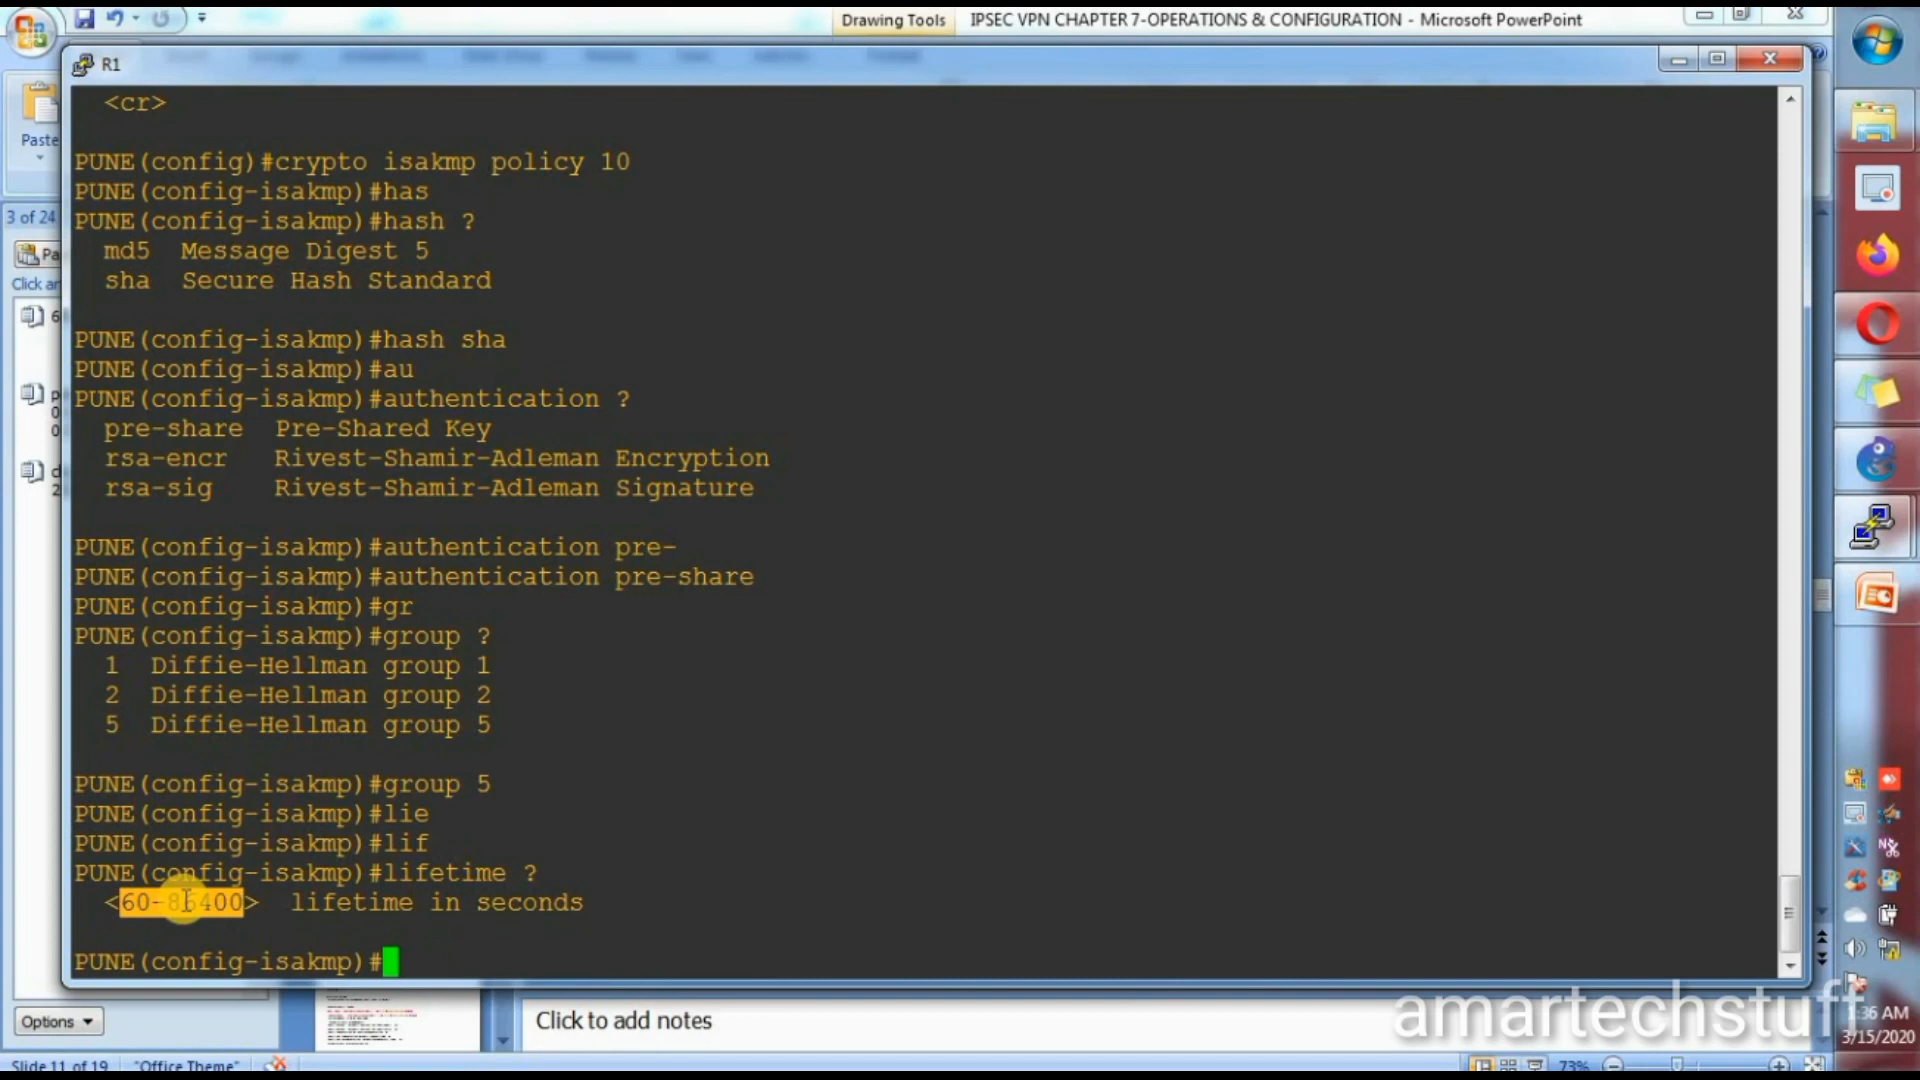 Drawing Tools
IPSEC VPN CHAPTER 7-OPERATIONS & CONFIGURATION - Microsoft PowerPoint
R1
Paste
3 of 24
Pa
Click an
<cr>
PUNE(config)#crypto isakmp policy 10
PUNE(config-isakmp)#has
PUNE(config-isakmp)#hash ?
md5 Message Digest 5
sha Secure Hash Standard
PUNE(config-isakmp)#hash sha
PUNE(config-isakmp)#au
PUNE(config-isakmp)#authentication ?
pre-share Pre-Shared Key
rsa-encr Rivest-Shamir-Adleman Encryption
rsa-sig Rivest-Shamir-Adleman Signature
PUNE(config-isakmp)#authentication pre-
PUNE(config-isakmp)#authentication pre-share
PUNE(config-isakmp)#gr
PUNE(config-isakmp)#group ?
1 Diffie-Hellman group 1
2 Diffie-Hellman group 2
5 Diffie-Hellman group 5
PUNE(config-isakmp)#group 5
PUNE(config-isakmp)#lie
PUNE(config-isakmp)#lif
PUNE(config-isakmp)#lifetime ?
<60-86400> lifetime in seconds
PUNE(config-isakmp)#
Options
Click to add notes
amartechstuff
1:36 AM
3/15/2020
Slide 11 of 19
"Office Theme"
73%